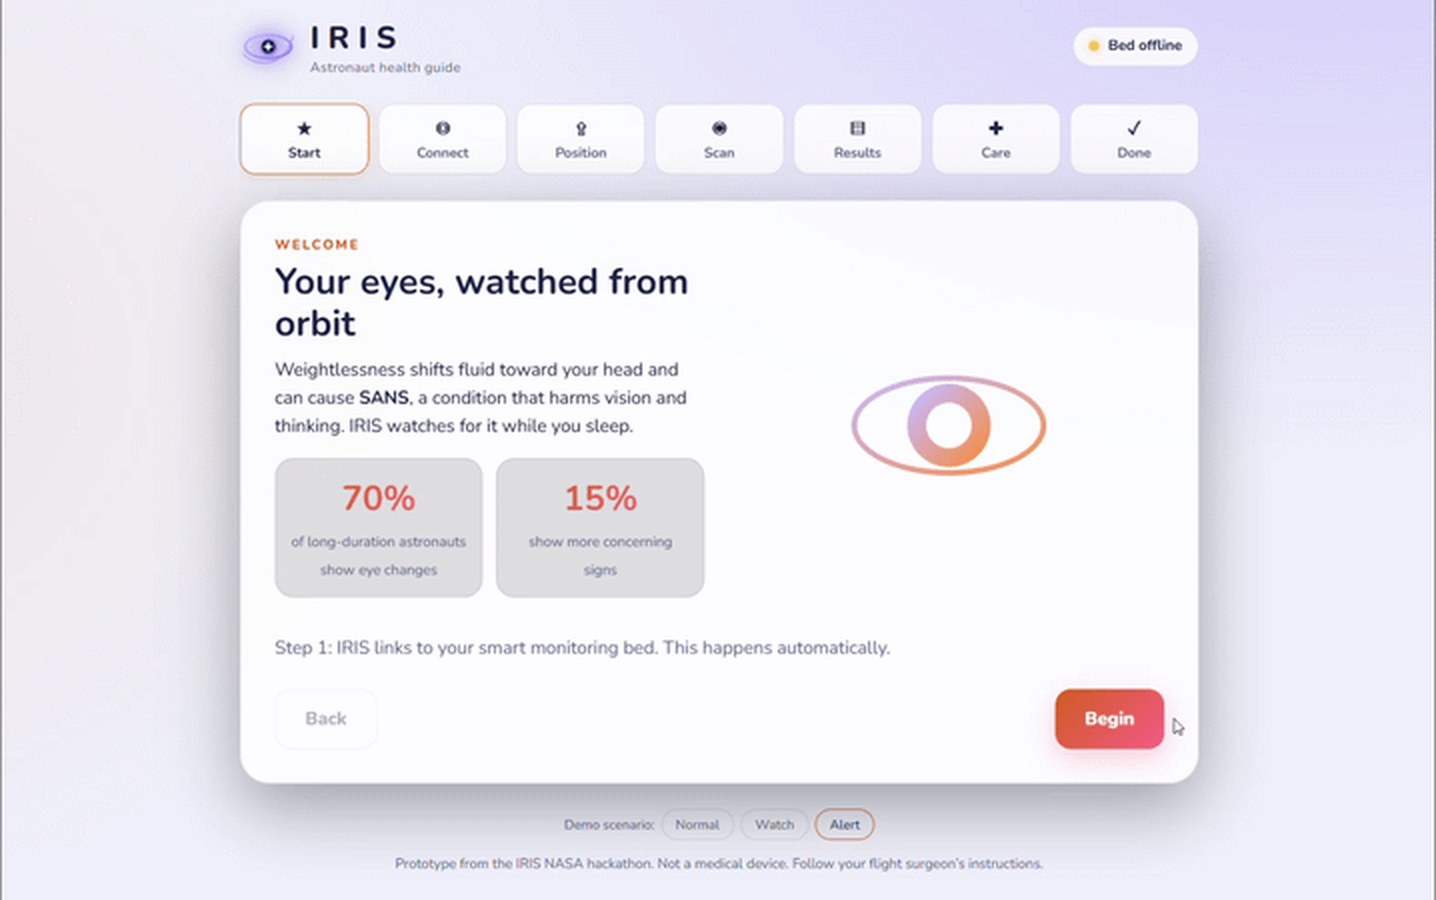 IRIS
Astronaut health guide
Bed offline
Start
Connect
Position
Scan
Results
Care
Done
WELCOME
Your eyes, watched from
orbit
Weightlessness shifts fluid toward your head and
can cause SANS, a condition that harms vision and
thinking. IRIS watches for it while you sleep.
70%
of long-duration astronauts
show eye changes
15%
show more concerning
signs
Step 1: IRIS links to your smart monitoring bed. This happens automatically.
Back
Begin
Demo scenario: Normal Watch Alert
Prototype from the IRIS NASA hackathon. Not a medical device. Follow your flight surgeon's instructions.